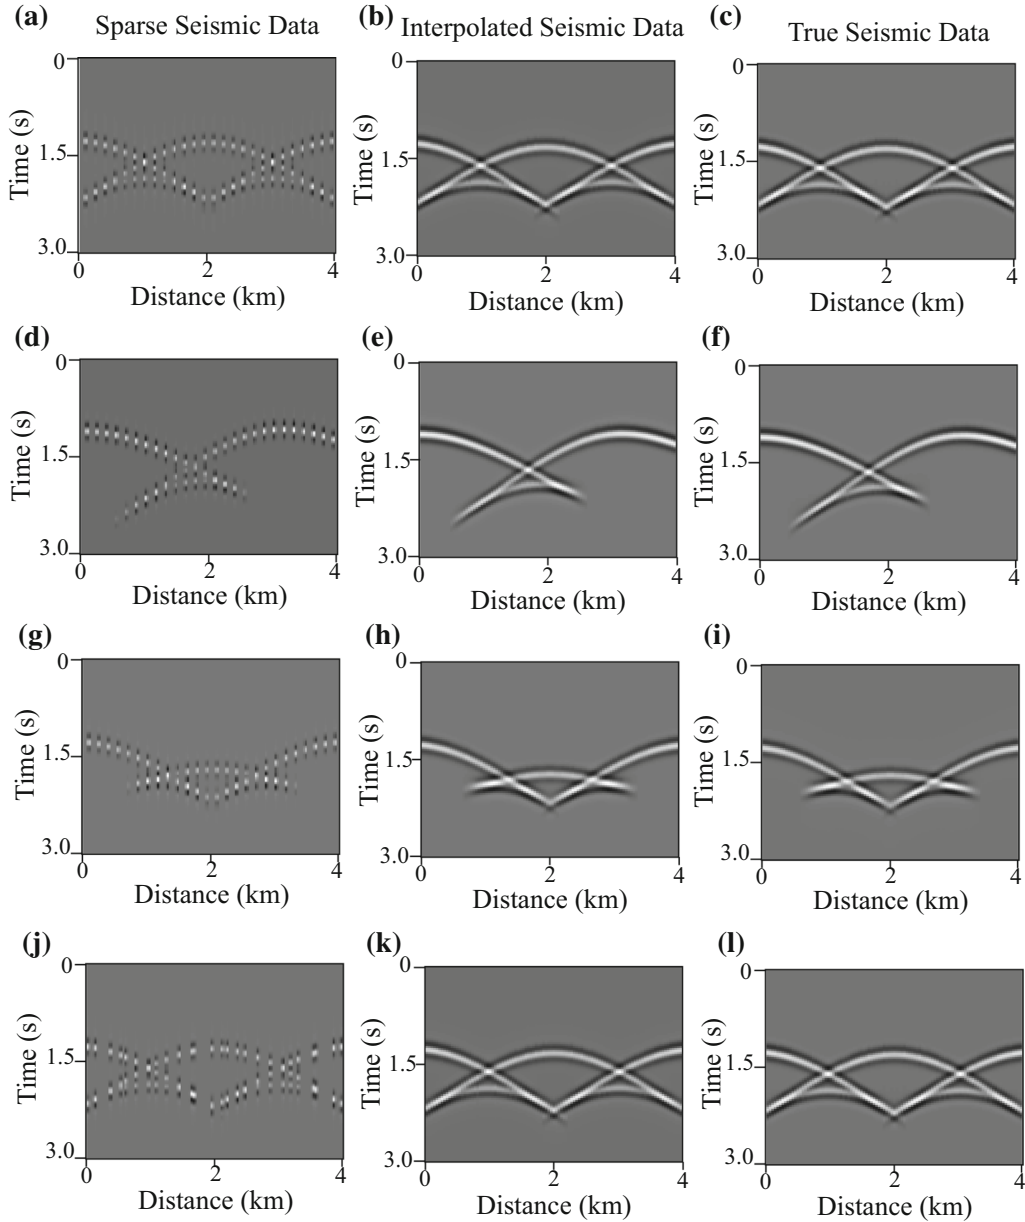 (a) Sparse Seismic Data (b) Interpolated Seismic Data (c) True Seismic Data
0 0 0
Time (s) 1.5 Time (s) 1.5 Time (s) 1.5
3.0 3.0 3.0
0 2 4 0 2 4 0 2 4
Distance (km) Distance (km) Distance (km)
(d) (e) (f)
0 0 0
Time (s) 1.5 Time (s) 1.5 Time (s) 1.5
3.0 3.0 3.0
0 2 4 0 2 4 0 2 4
Distance (km) Distance (km) Distance (km)
(g) (h) (i)
0 0 0
Time (s) 1.5 Time (s) 1.5 Time (s) 1.5
3.0 3.0 3.0
0 2 4 0 2 4 0 2 4
Distance (km) Distance (km) Distance (km)
(j) (k) (l)
0 0 0
Time (s) 1.5 Time (s) 1.5 Time (s) 1.5
3.0 3.0 3.0
0 2 4 0 2 4 0 2 4
Distance (km) Distance (km) Distance (km)